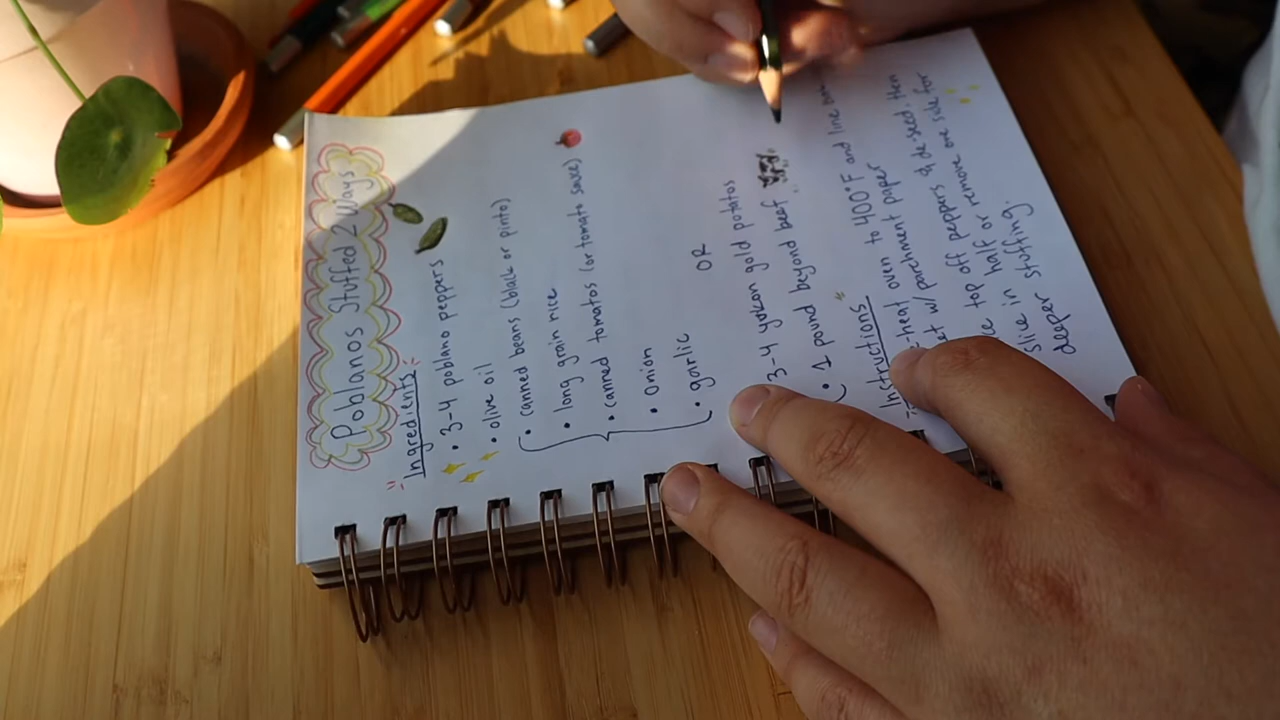 Poblanos Stuffed 2 Ways
Ingredients
• 3-4 poblano peppers
• olive oil
• canned beans (black or pinto)
• long grain rice
• canned tomatos (or tomato sauce)
• onion
• garlic
OR
3-4 yukon gold potatos
• 1 pound beyond beef
Instructions
-heat oven to 400°F and line
w/ parchment paper
top off peppers & de-seed, then
slice in half or remove one side for
deeper stuffing.